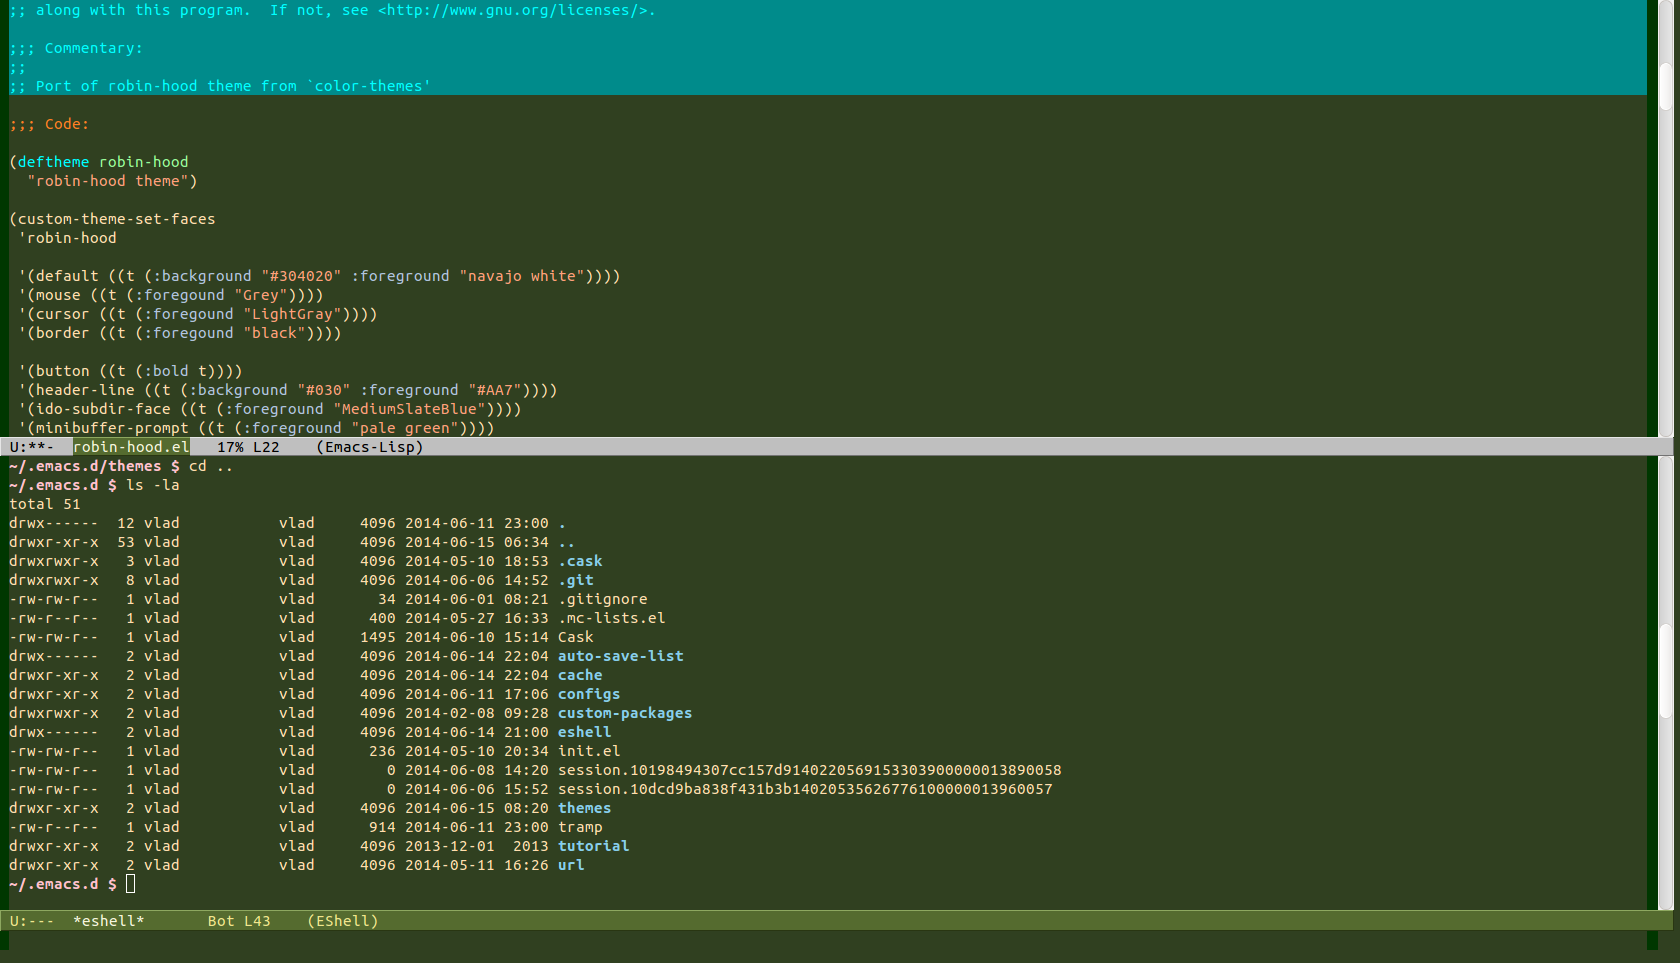 ;; along with this program.  If not, see <http://www.gnu.org/licenses/>.
;;; Commentary:
;;
;; Port of robin-hood theme from `color-themes'
;;; Code:
(deftheme robin-hood
  "robin-hood theme")
(custom-theme-set-faces
 'robin-hood
 '(default ((t (:background "#304020" :foreground "navajo white"))))
 '(mouse ((t (:foregound "Grey"))))
 '(cursor ((t (:foregound "LightGray"))))
 '(border ((t (:foregound "black"))))
 '(button ((t (:bold t))))
 '(header-line ((t (:background "#030" :foreground "#AA7"))))
 '(ido-subdir-face ((t (:foreground "MediumSlateBlue"))))
 '(minibuffer-prompt ((t (:foreground "pale green"))))
U:**-  robin-hood.el   17% L22    (Emacs-Lisp)
~/.emacs.d/themes $ cd ..
~/.emacs.d $ ls -la
total 51
drwx------  12 vlad           vlad     4096 2014-06-11 23:00 .
drwxr-xr-x  53 vlad           vlad     4096 2014-06-15 06:34 ..
drwxrwxr-x   3 vlad           vlad     4096 2014-05-10 18:53 .cask
drwxrwxr-x   8 vlad           vlad     4096 2014-06-06 14:52 .git
-rw-rw-r--   1 vlad           vlad       34 2014-06-01 08:21 .gitignore
-rw-r--r--   1 vlad           vlad      400 2014-05-27 16:33 .mc-lists.el
-rw-rw-r--   1 vlad           vlad     1495 2014-06-10 15:14 Cask
drwx------   2 vlad           vlad     4096 2014-06-14 22:04 auto-save-list
drwxr-xr-x   2 vlad           vlad     4096 2014-06-14 22:04 cache
drwxr-xr-x   2 vlad           vlad     4096 2014-06-11 17:06 configs
drwxrwxr-x   2 vlad           vlad     4096 2014-02-08 09:28 custom-packages
drwx------   2 vlad           vlad     4096 2014-06-14 21:00 eshell
-rw-rw-r--   1 vlad           vlad      236 2014-05-10 20:34 init.el
-rw-rw-r--   1 vlad           vlad        0 2014-06-08 14:20 session.10198494307cc157d9140220569153303900000013890058
-rw-rw-r--   1 vlad           vlad        0 2014-06-06 15:52 session.10dcd9ba838f431b3b140205356267761000000139​60057
drwxr-xr-x   2 vlad           vlad     4096 2014-06-15 08:20 themes
-rw-r--r--   1 vlad           vlad      914 2014-06-11 23:00 tramp
drwxr-xr-x   2 vlad           vlad     4096 2013-12-01  2013 tutorial
drwxr-xr-x   2 vlad           vlad     4096 2014-05-11 16:26 url
~/.emacs.d $
U:---  *eshell*       Bot L43    (EShell)